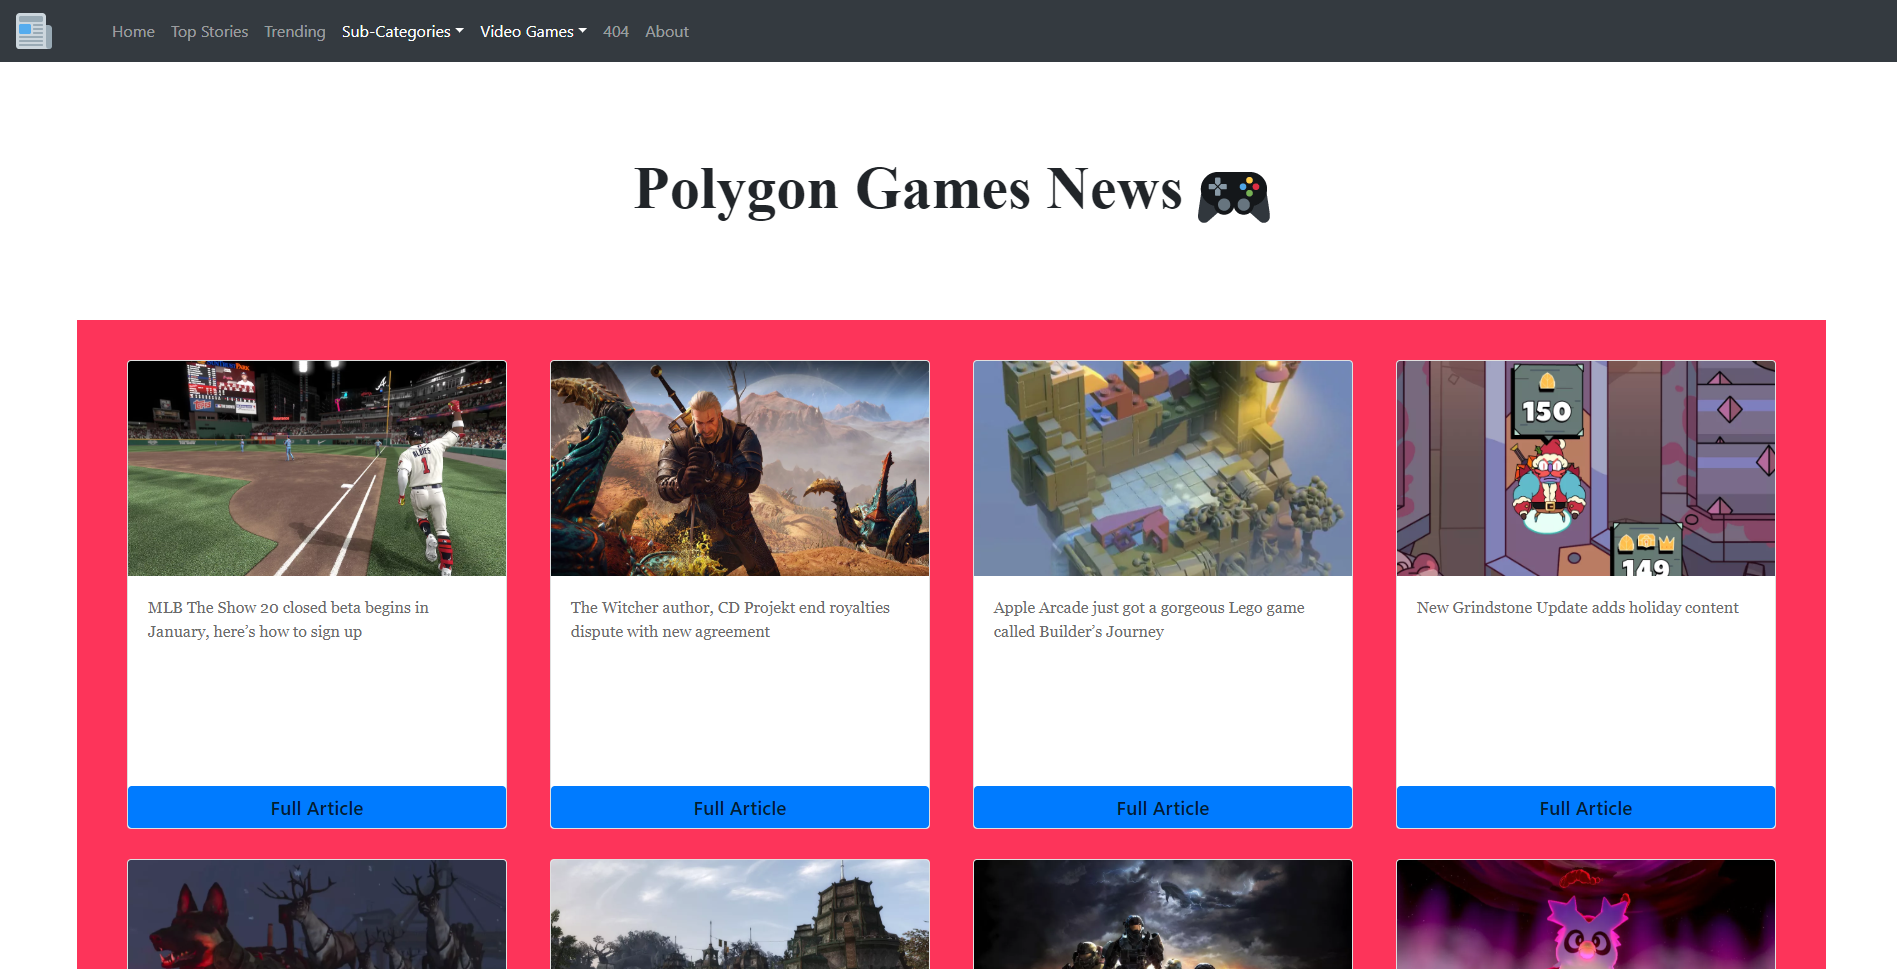 Home Top Stories Trending Sub-Categories Video Games 404 About
Polygon Games News
ALBIES
1
150
149
MLB The Show 20 closed beta begins in
January, here’s how to sign up
The Witcher author, CD Projekt end royalties
dispute with new agreement
Apple Arcade just got a gorgeous Lego game
called Builder’s Journey
New Grindstone Update adds holiday content
Full Article
Full Article
Full Article
Full Article